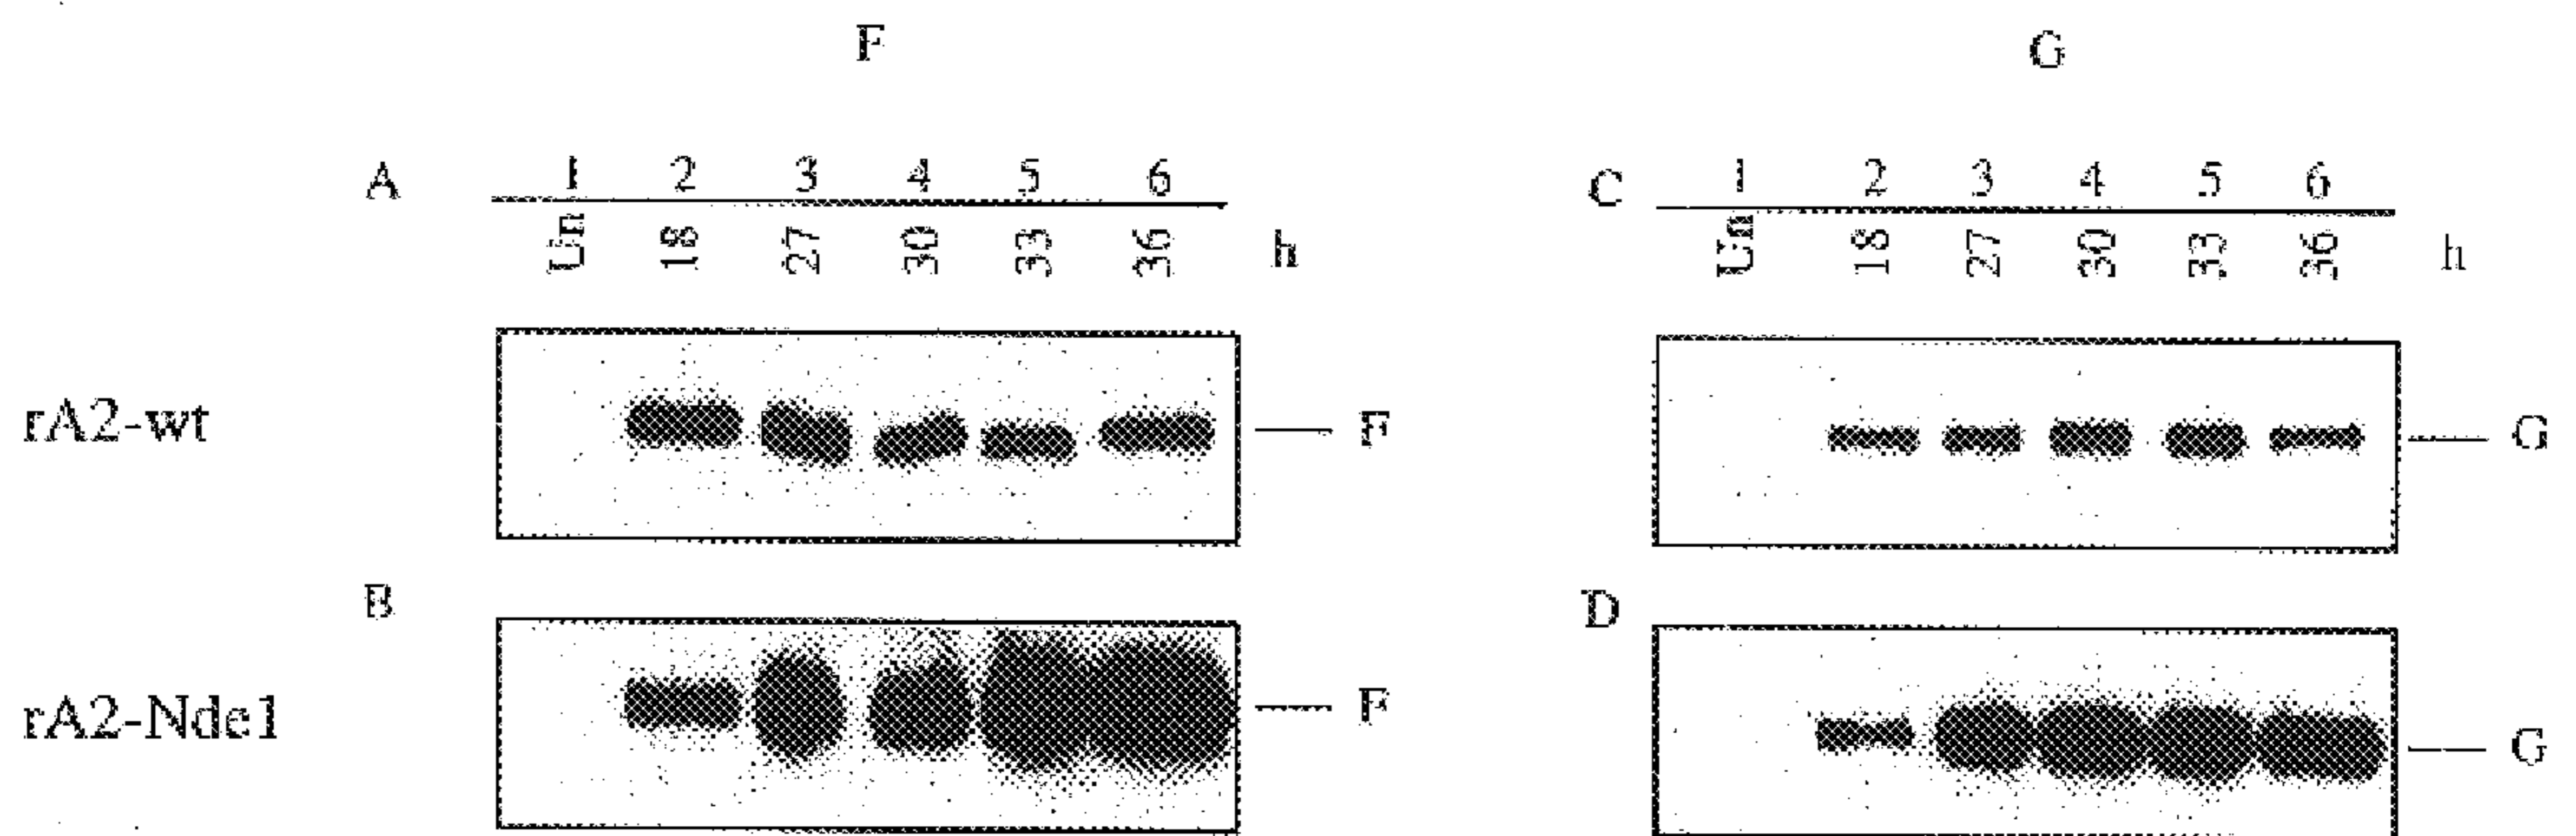 F G
A 1 2 3 4 5 6 C 1 2 3 4 5 6
Un 18 27 30 33 36 h Un 18 27 30 33 36 h
rA2-wt F G
B D
rA2-Nde1 F G